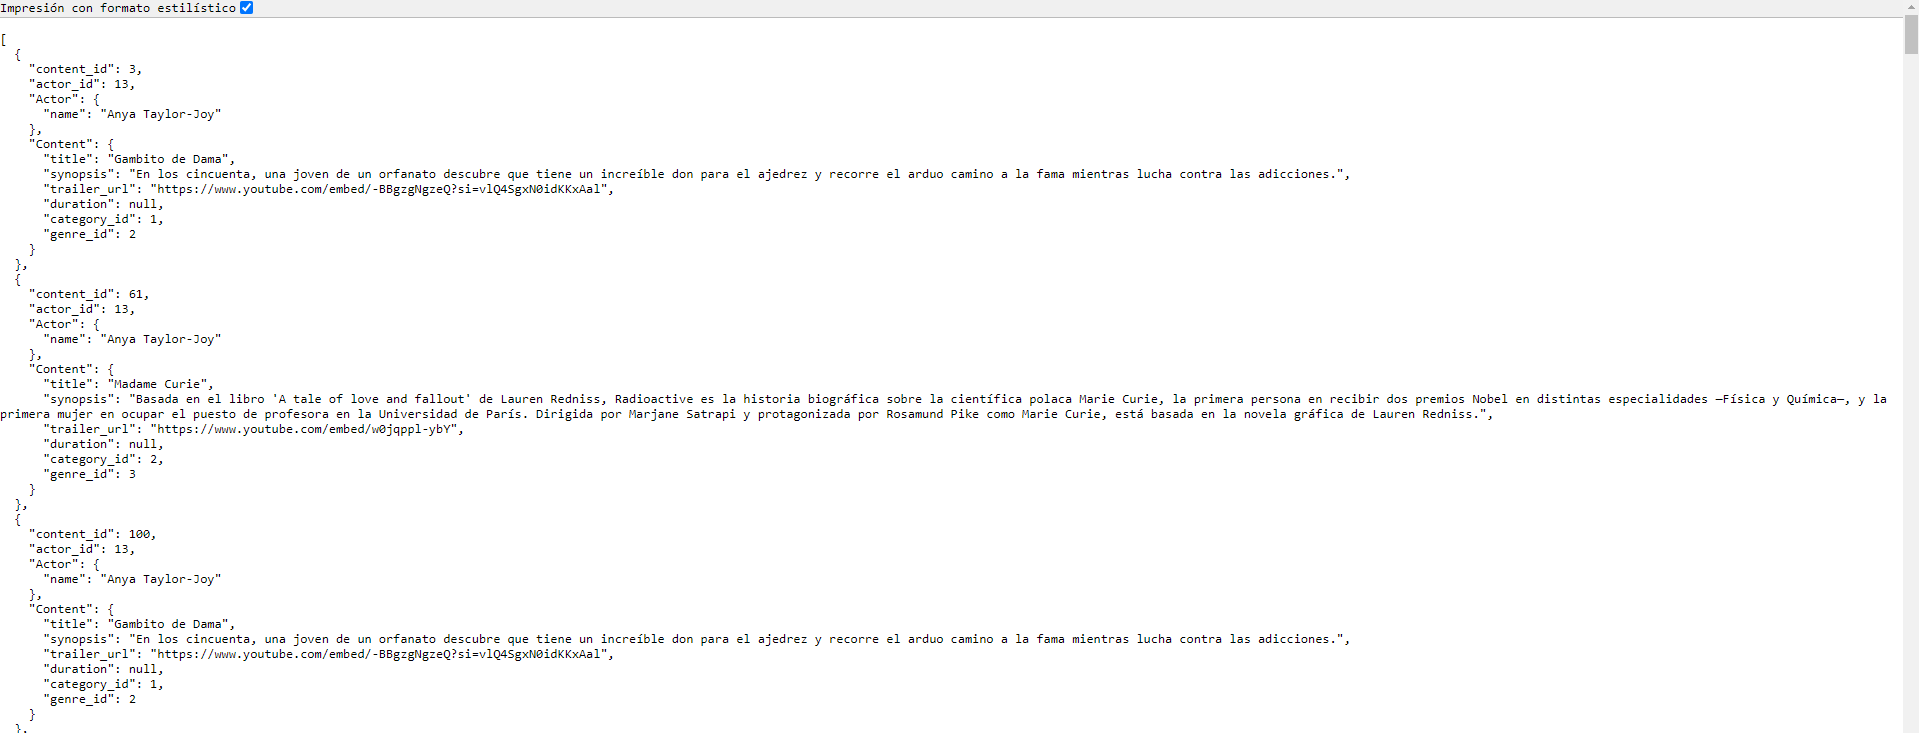 Impresión con formato estilístico
[
  {
    "content_id": 3,
    "actor_id": 13,
    "Actor": {
      "name": "Anya Taylor-Joy"
    },
    "Content": {
      "title": "Gambito de Dama",
      "synopsis": "En los cincuenta, una joven de un orfanato descubre que tiene un increíble don para el ajedrez y recorre el arduo camino a la fama mientras lucha contra las adicciones.",
      "trailer_url": "https://www.youtube.com/embed/-BBgzgNgzeQ?si=vlQ4SgxN0idKKxAal",
      "duration": null,
      "category_id": 1,
      "genre_id": 2
    }
  },
  {
    "content_id": 61,
    "actor_id": 13,
    "Actor": {
      "name": "Anya Taylor-Joy"
    },
    "Content": {
      "title": "Madame Curie",
      "synopsis": "Basada en el libro 'A tale of love and fallout' de Lauren Redniss, Radioactive es la historia biográfica sobre la científica polaca Marie Curie, la primera persona en recibir dos premios Nobel en distintas especialidades —Física y Química—, y la
primera mujer en ocupar el puesto de profesora en la Universidad de París. Dirigida por Marjane Satrapi y protagonizada por Rosamund Pike como Marie Curie, está basada en la novela gráfica de Lauren Redniss.",
      "trailer_url": "https://www.youtube.com/embed/w0jqppl-ybY",
      "duration": null,
      "category_id": 2,
      "genre_id": 3
    }
  },
  {
    "content_id": 100,
    "actor_id": 13,
    "Actor": {
      "name": "Anya Taylor-Joy"
    },
    "Content": {
      "title": "Gambito de Dama",
      "synopsis": "En los cincuenta, una joven de un orfanato descubre que tiene un increíble don para el ajedrez y recorre el arduo camino a la fama mientras lucha contra las adicciones.",
      "trailer_url": "https://www.youtube.com/embed/-BBgzgNgzeQ?si=vlQ4SgxN0idKKxAal",
      "duration": null,
      "category_id": 1,
      "genre_id": 2
    }
  },